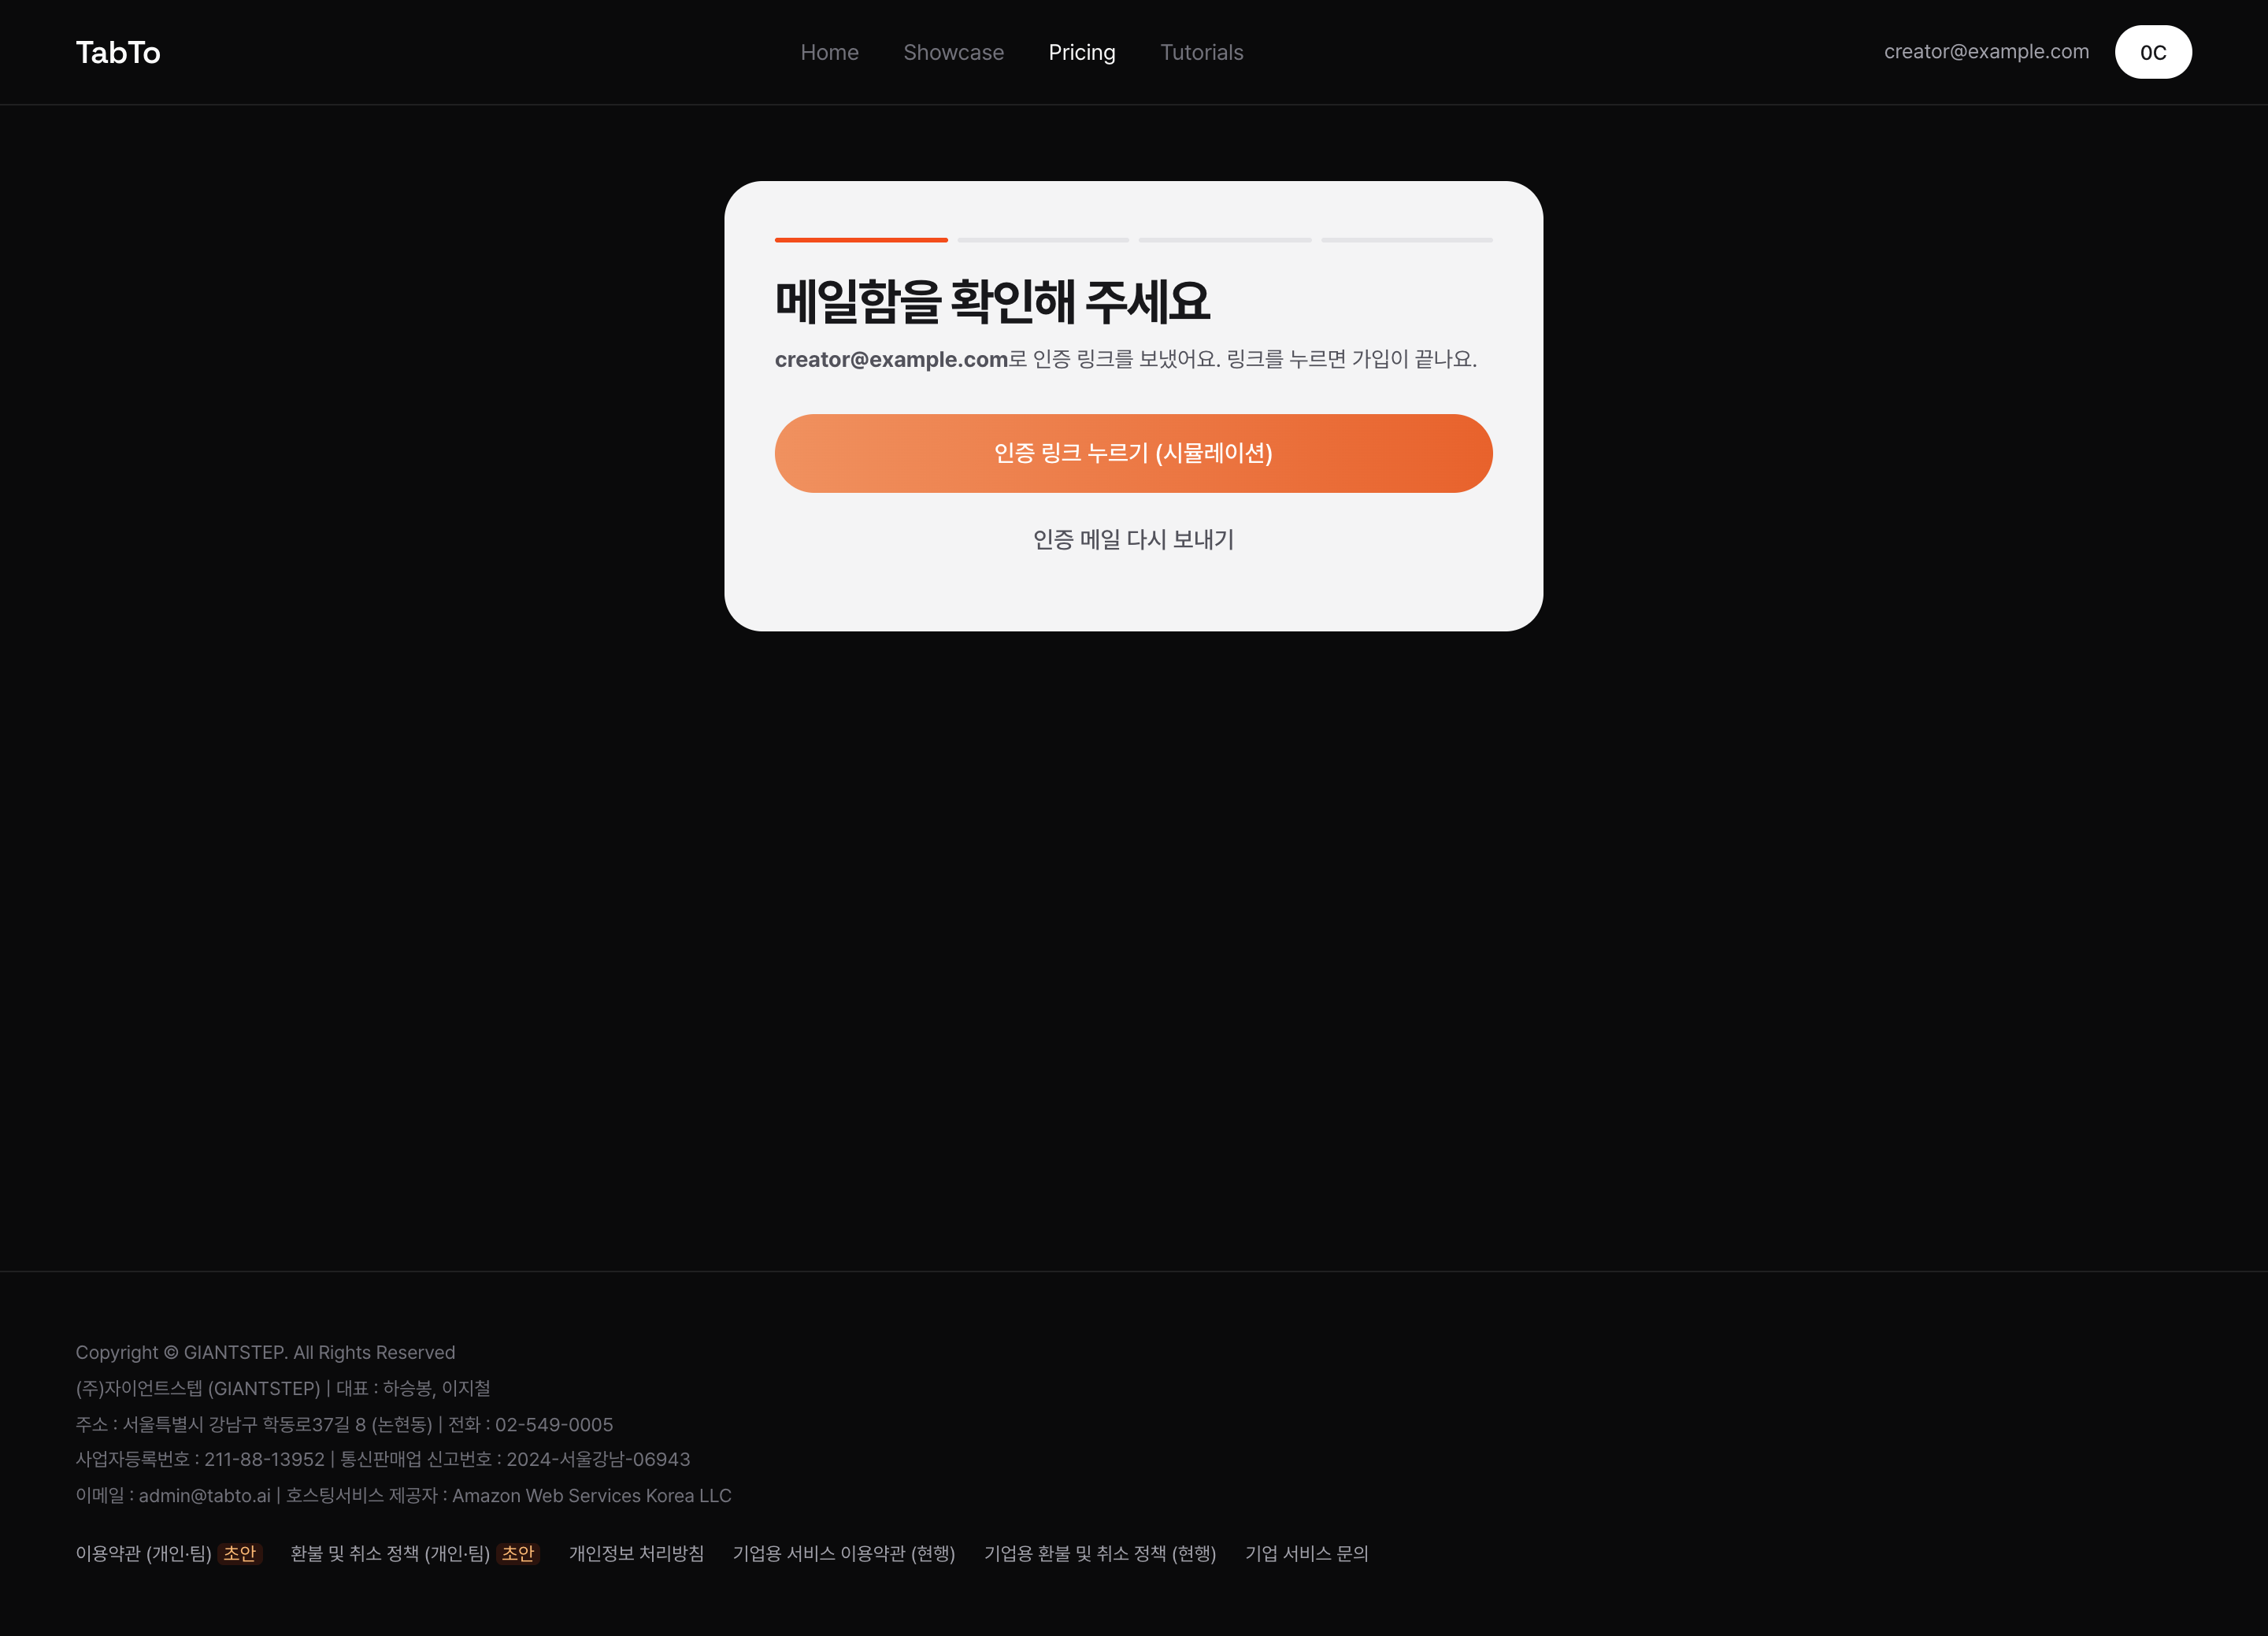 TabTo
Home Showcase Pricing Tutorials
creator@example.com 0C
메일함을 확인해 주세요
creator@example.com로 인증 링크를 보냈어요. 링크를 누르면 가입이 끝나요.
인증 링크 누르기 (시뮬레이션)
인증 메일 다시 보내기
Copyright © GIANTSTEP. All Rights Reserved
(주)자이언트스텝 (GIANTSTEP) | 대표 : 하승봉, 이지철
주소 : 서울특별시 강남구 학동로37길 8 (논현동) | 전화 : 02-549-0005
사업자등록번호 : 211-88-13952 | 통신판매업 신고번호 : 2024-서울강남-06943
이메일 : admin@tabto.ai | 호스팅서비스 제공자 : Amazon Web Services Korea LLC
이용약관 (개인·팀) 초안 환불 및 취소 정책 (개인·팀) 초안 개인정보 처리방침 기업용 서비스 이용약관 (현행) 기업용 환불 및 취소 정책 (현행) 기업 서비스 문의